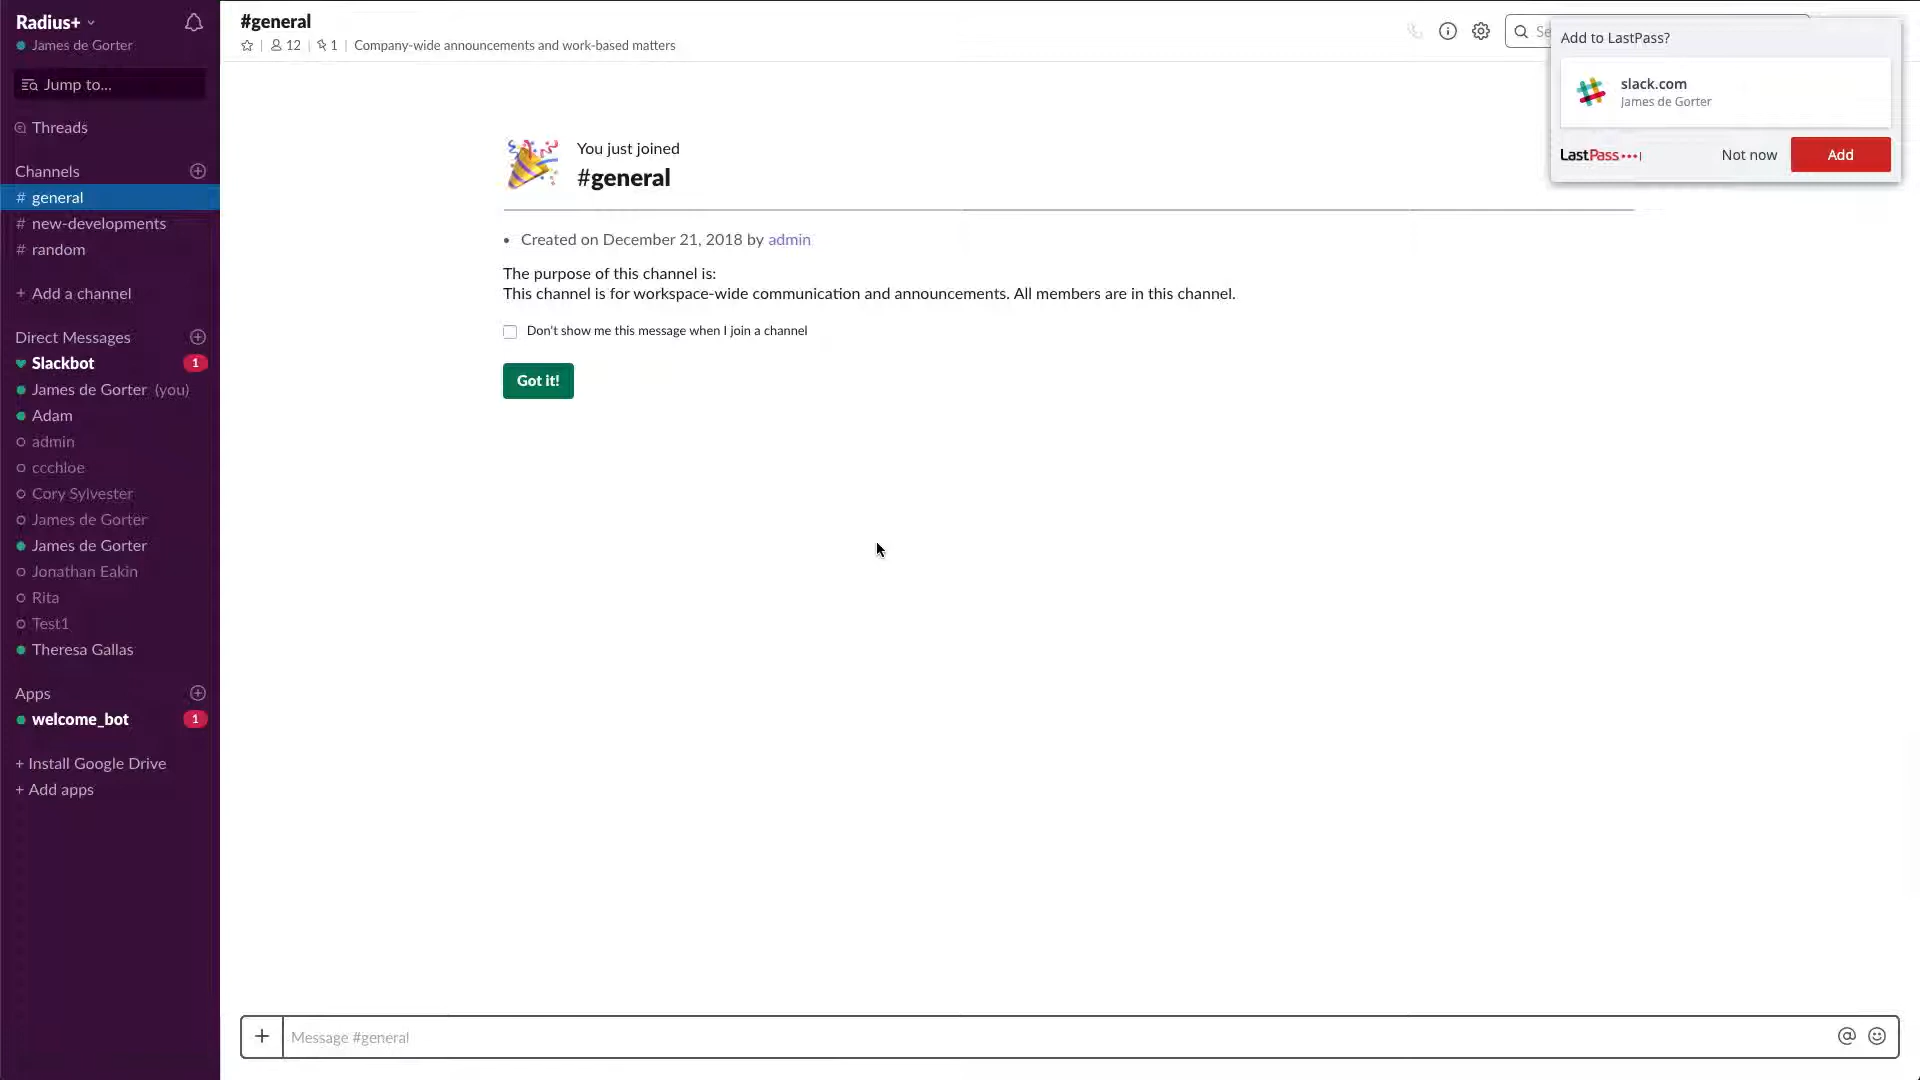 Radius+
James de Gorter
Jump to...
Threads
Channels
# general
# new-developments
# random
+ Add a channel
Direct Messages
Slackbot 1
James de Gorter (you)
Adam
admin
ccchloe
Cory Sylvester
James de Gorter
James de Gorter
Jonathan Eakin
Rita
Test1
Theresa Gallas
Apps
welcome_bot 1
+ Install Google Drive
+ Add apps
#general
12 | 1 | Company-wide announcements and work-based matters
Add to LastPass?
slack.com
James de Gorter
LastPass
Not now
Add
You just joined
#general
• Created on December 21, 2018 by admin
The purpose of this channel is:
This channel is for workspace-wide communication and announcements. All members are in this channel.
Don't show me this message when I join a channel
Got it!
+ Message #general @